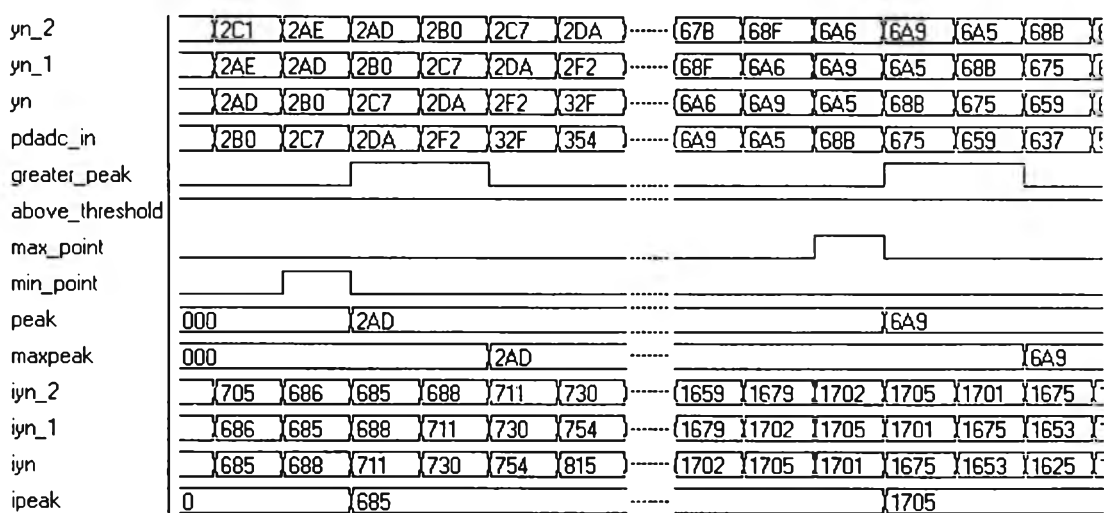 yn_2 2C1 2AE 2AD 2B0 2C7 2DA 67B 68F 6A6 6A9 6A5 68B
yn_1 2AE 2AD 2B0 2C7 2DA 2F2 68F 6A6 6A9 6A5 68B 675
yn 2AD 2B0 2C7 2DA 2F2 32F 6A6 6A9 6A5 68B 675 659
pdadc_in 2B0 2C7 2DA 2F2 32F 354 6A9 6A5 68B 675 659 637
greater_peak
above_threshold
max_point
min_point
peak 000 2AD 6A9
maxpeak 000 2AD 6A9
iyn_2 705 686 685 688 711 730 1659 1679 1702 1705 1701 1675
iyn_1 686 685 688 711 730 754 1679 1702 1705 1701 1675 1653
iyn 685 688 711 730 754 815 1702 1705 1701 1675 1653 1625
ipeak 0 685 1705